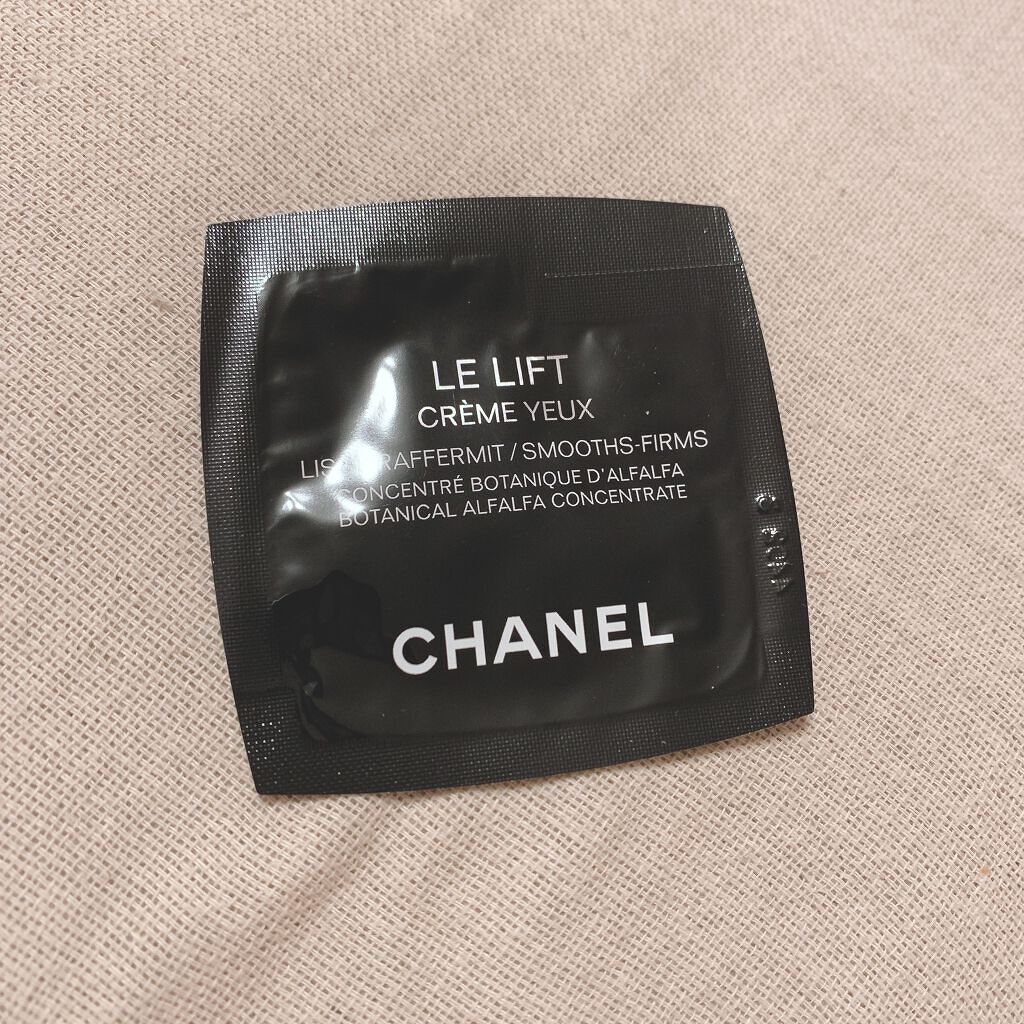 LE LIFT
CRÈME YEUX
RAFFERMIT / SMOOTHS-FIRMS
CONCENTRÉ BOTANIQUE D'ALFALFA
BOTANICAL ALFALFA CONCENTRATE
CHANEL